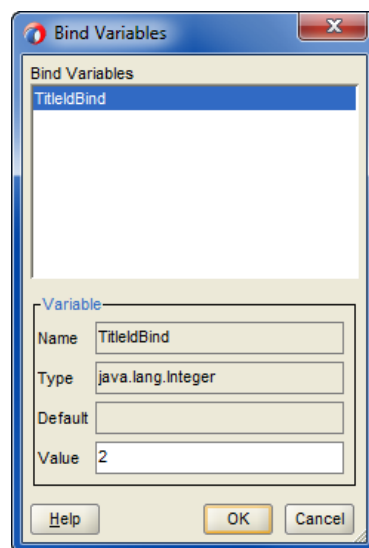 Bind Variables
Bind Variables
TitleIdBind
Variable
Name TitleIdBind
Type java.lang.Integer
Default
Value 2
Help OK Cancel